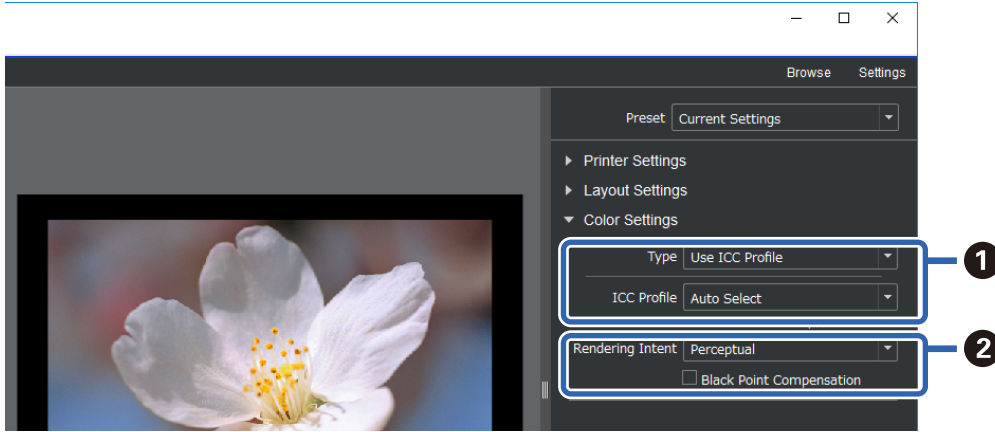 Browse Settings
Preset Current Settings
Printer Settings
Layout Settings
Color Settings
Type Use ICC Profile
1
ICC Profile Auto Select
Rendering Intent Perceptual
2
Black Point Compensation